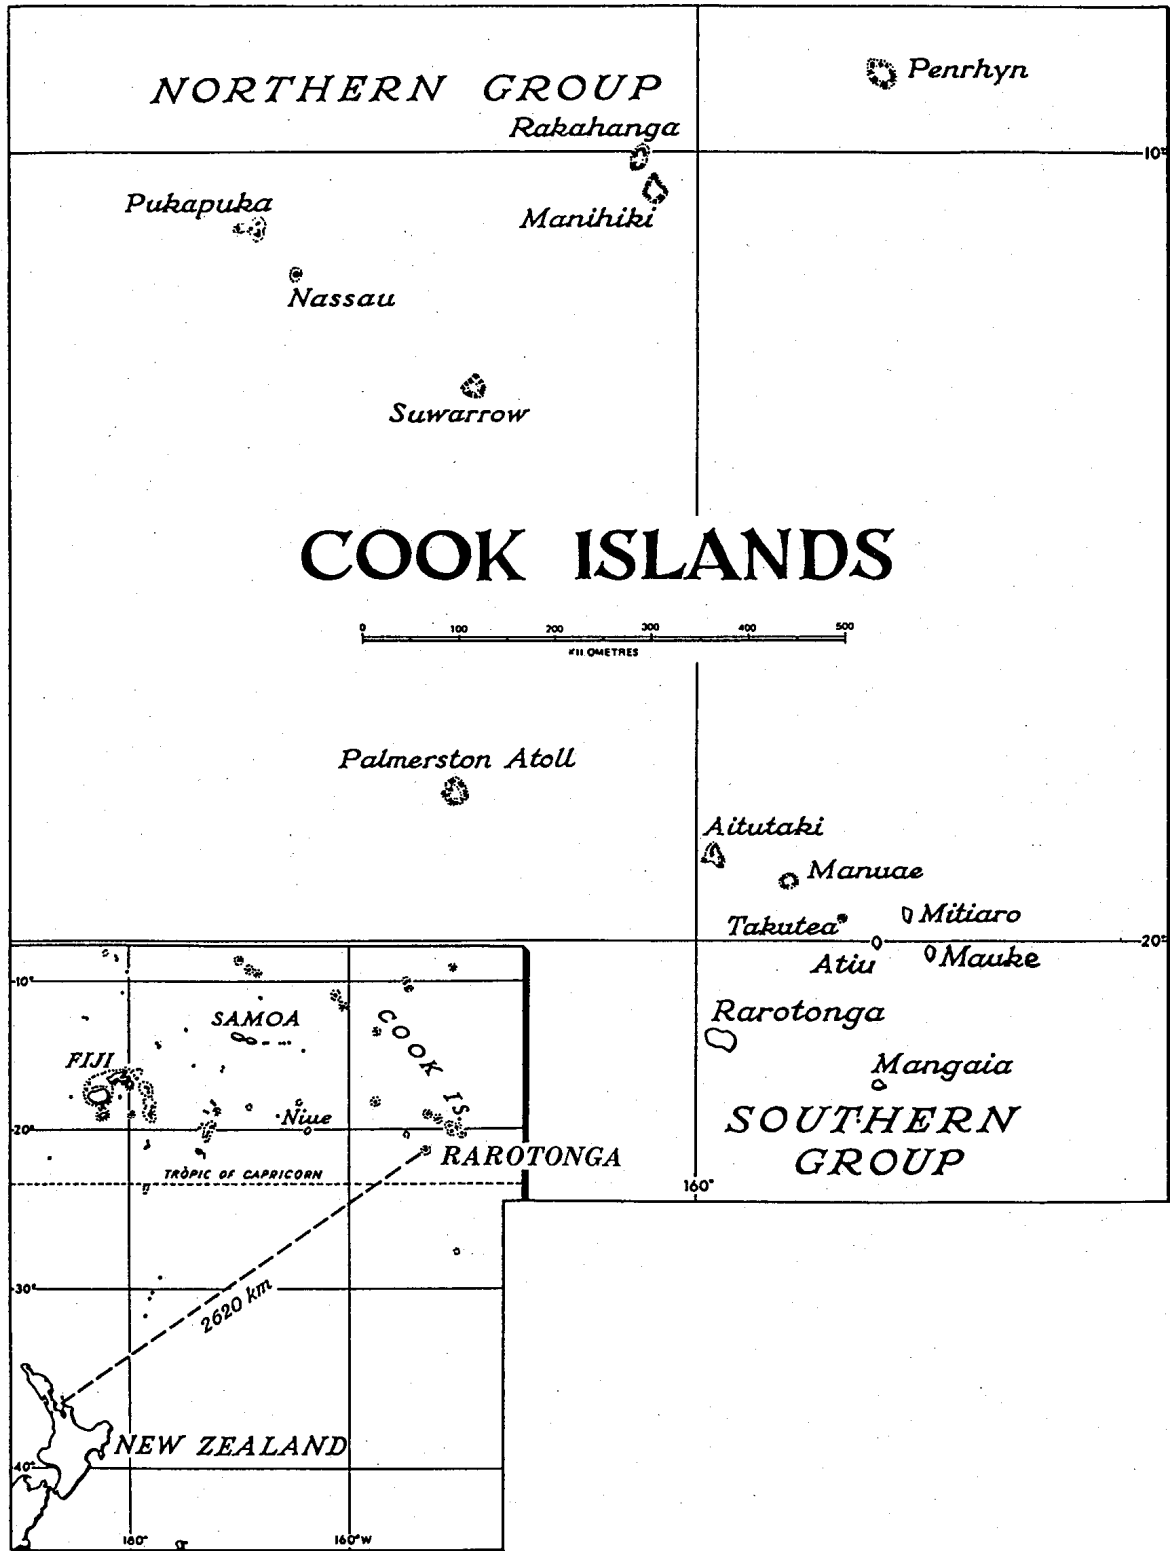 NORTHERN GROUP
Penrhyn
Rakahanga
10°
Pukapuka
Manihiki
Nassau
Suwarrow
COOK ISLANDS
0 100 200 300 400 500
KILOMETRES
Palmerston Atoll
Aitutaki
Manuae
Takutea
Mitiaro
20°
Atiu
Mauke
Rarotonga
Mangaia
SOUTHERN
GROUP
160°
10°
SAMOA
COOK IS.
FIJI
Niue
20°
RAROTONGA
TROPIC OF CAPRICORN
30°
2620 km
NEW ZEALAND
40°
180°
160°W